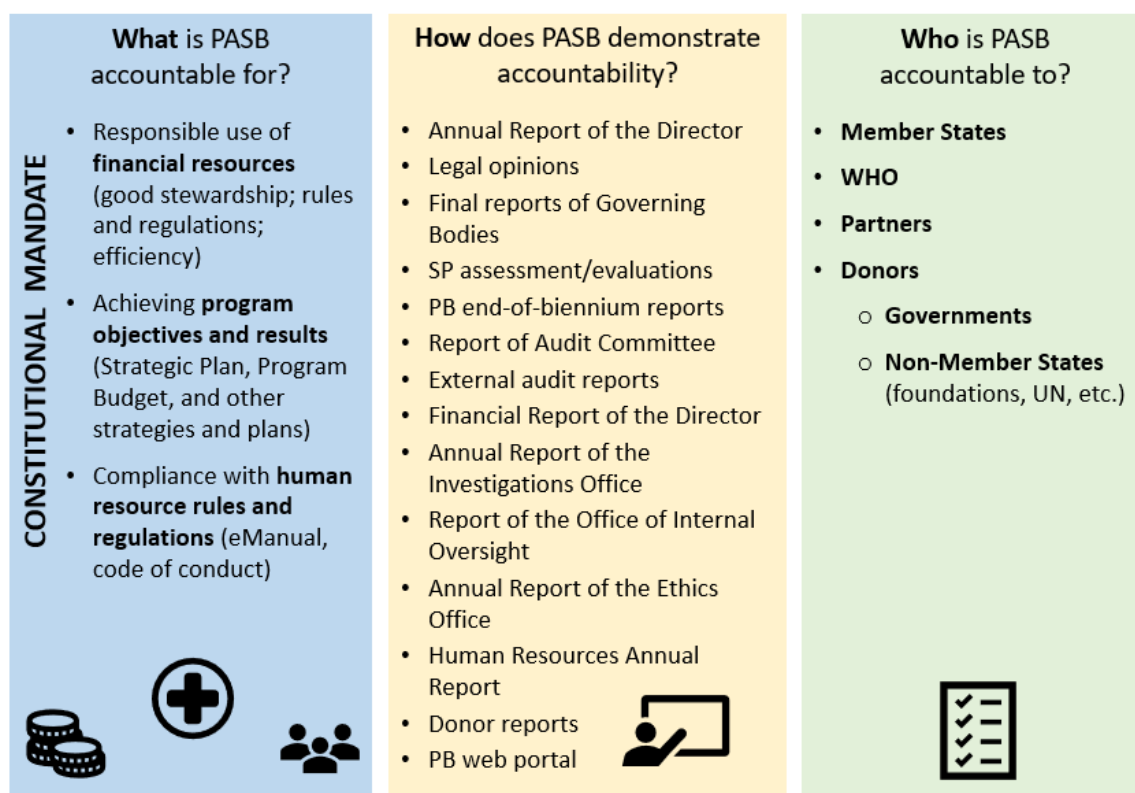 CONSTITUTIONAL MANDATE
What is PASB
accountable for?
• Responsible use of
financial resources
(good stewardship; rules
and regulations;
efficiency)
• Achieving program
objectives and results
(Strategic Plan, Program
Budget, and other
strategies and plans)
• Compliance with human
resource rules and
regulations (eManual,
code of conduct)
How does PASB demonstrate
accountability?
• Annual Report of the Director
• Legal opinions
• Final reports of Governing
Bodies
• SP assessment/evaluations
• PB end-of-biennium reports
• Report of Audit Committee
• External audit reports
• Financial Report of the Director
• Annual Report of the
Investigations Office
• Report of the Office of Internal
Oversight
• Annual Report of the Ethics
Office
• Human Resources Annual
Report
• Donor reports
• PB web portal
Who is PASB
accountable to?
• Member States
• WHO
• Partners
• Donors
o Governments
o Non-Member States
(foundations, UN, etc.)